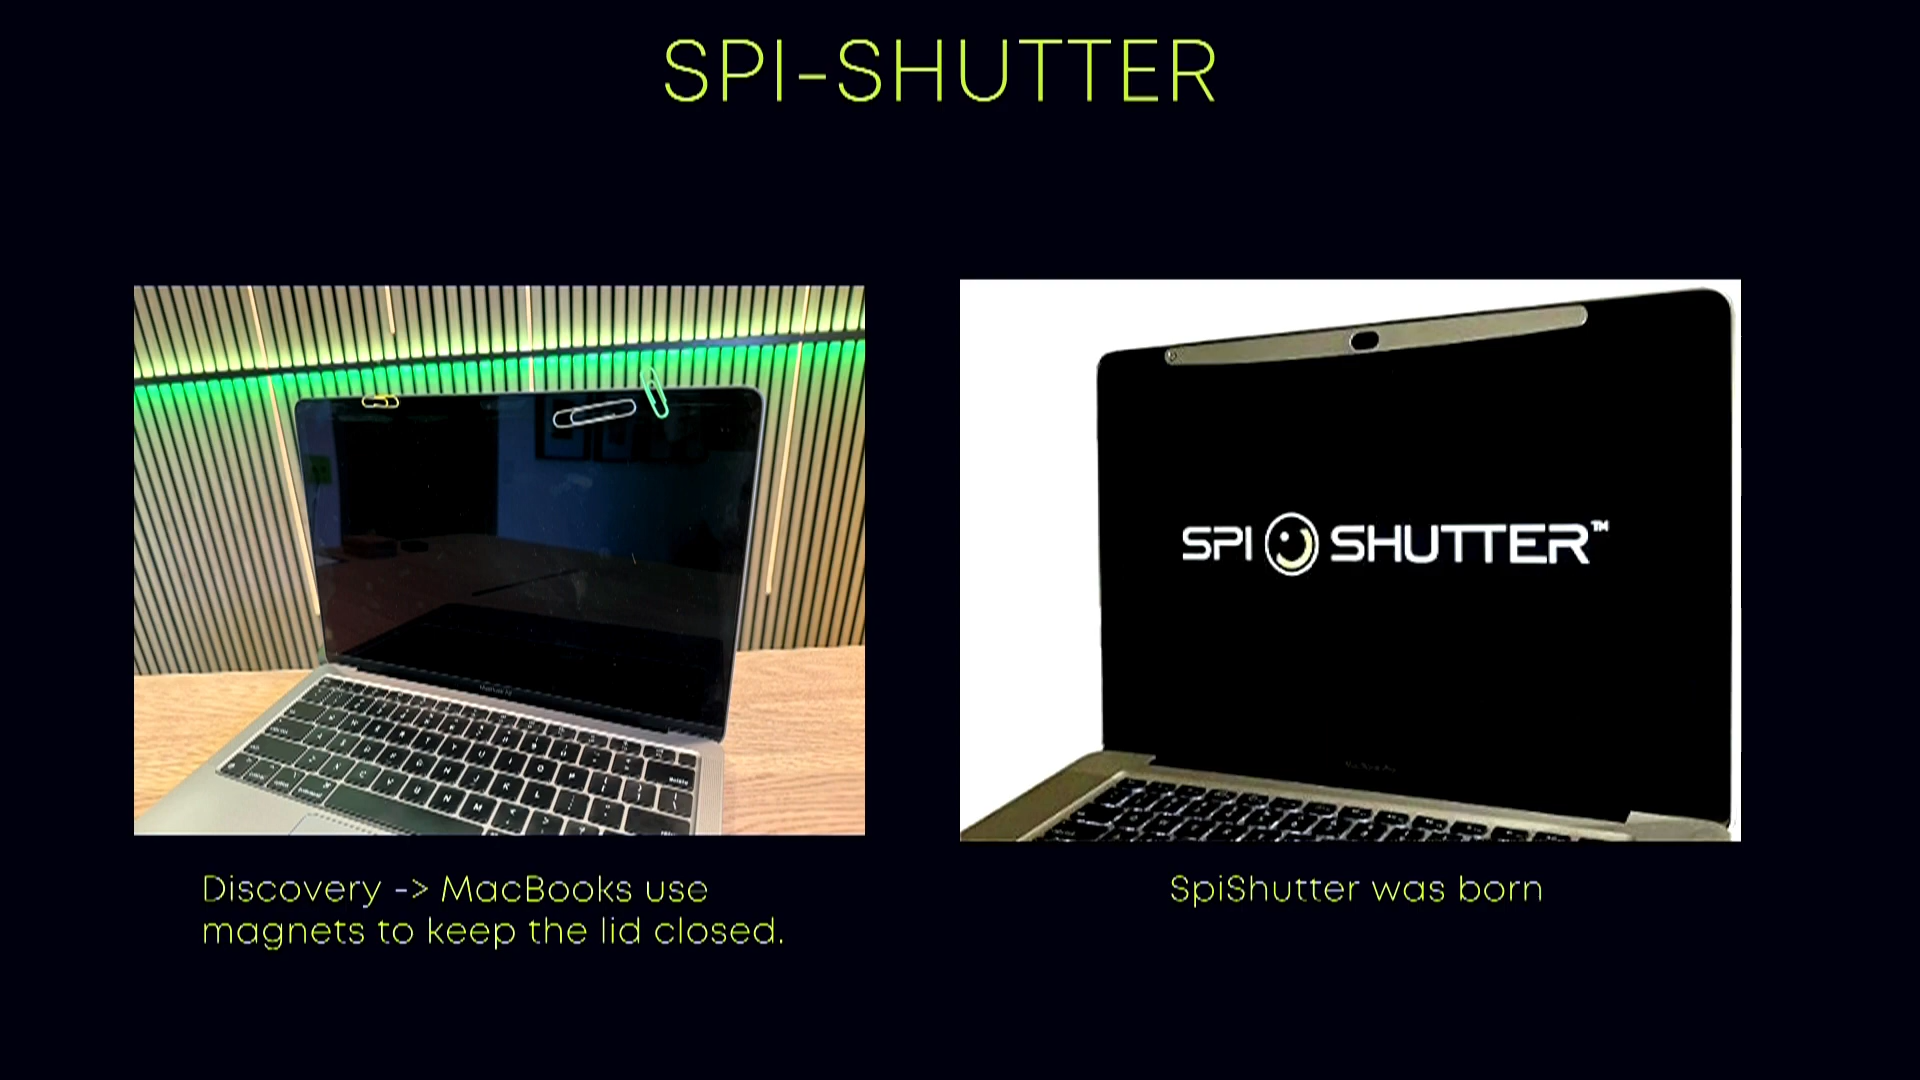 SPI-SHUTTER
SPI SHUTTER™
Discovery -> MacBooks use
magnets to keep the lid closed.
SpiShutter was born